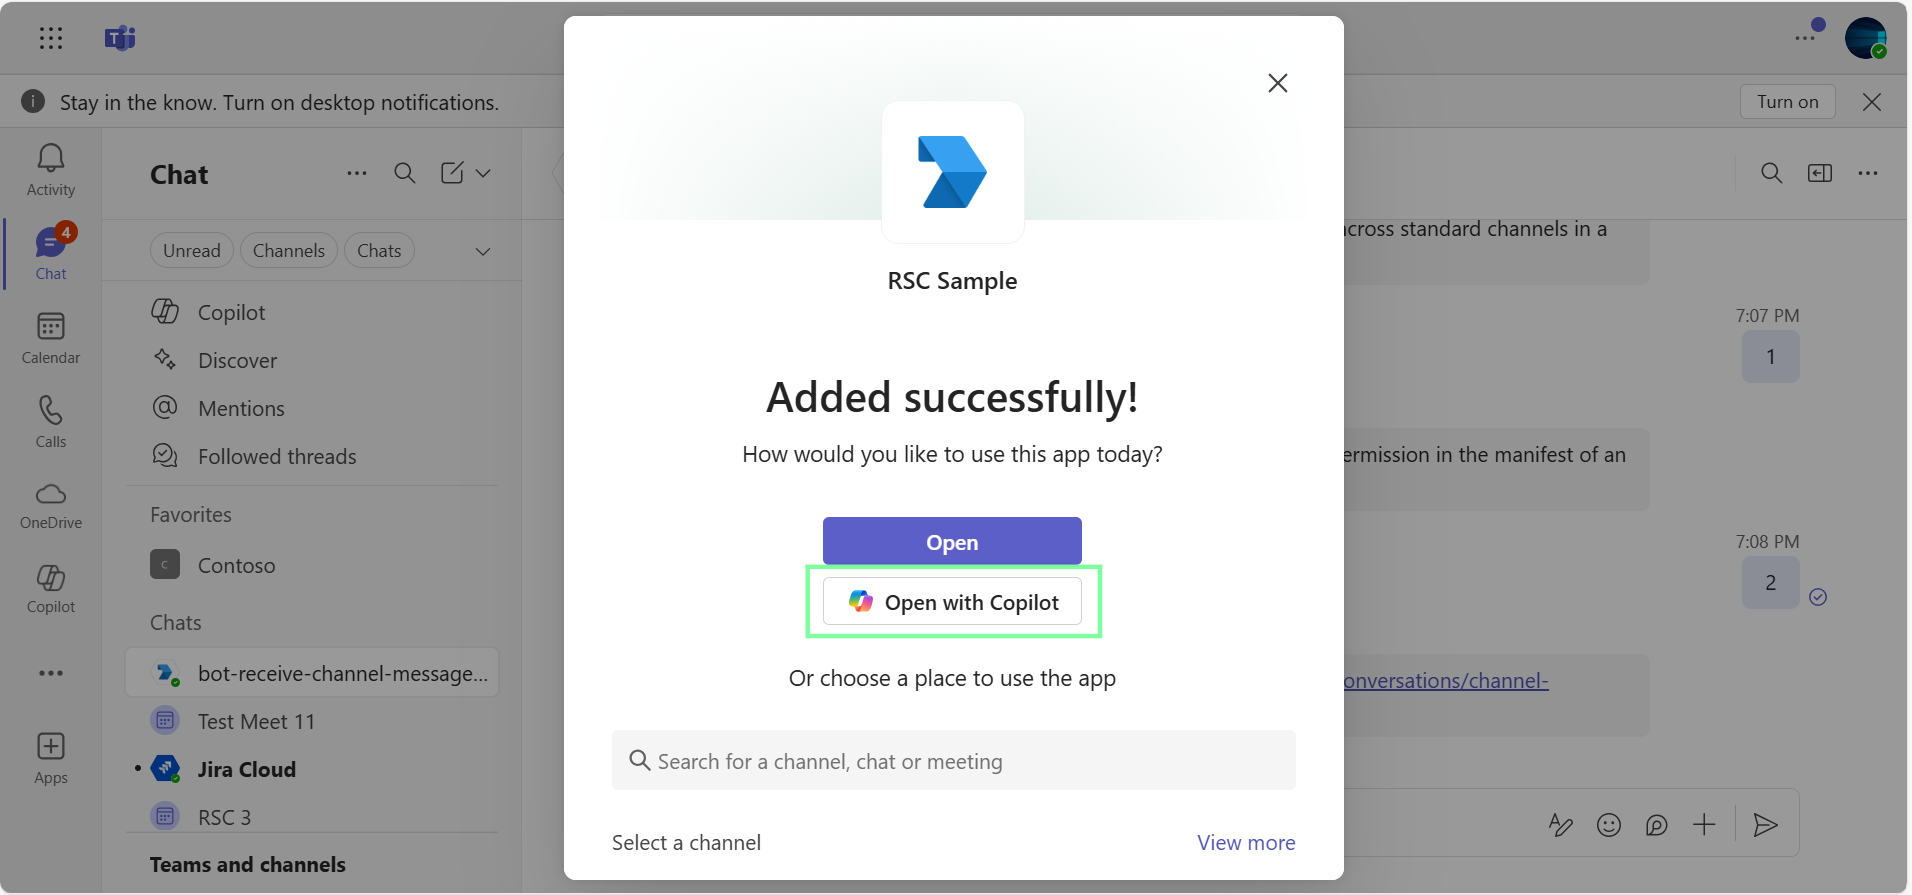 Stay in the know. Turn on desktop notifications.
Turn on
Activity
4
Chat
Calendar
Calls
OneDrive
Copilot
Apps
Chat
Unread
Channels
Chats
Copilot
Discover
Mentions
Followed threads
Favorites
C
Contoso
Chats
bot-receive-channel-message...
Test Meet 11
Jira Cloud
RSC 3
Teams and channels
RSC Sample
Added successfully!
How would you like to use this app today?
Open
Open with Copilot
Or choose a place to use the app
Search for a channel, chat or meeting
Select a channel
View more
across standard channels in a
7:07 PM
1
ermission in the manifest of an
7:08 PM
2
onversations/channel-